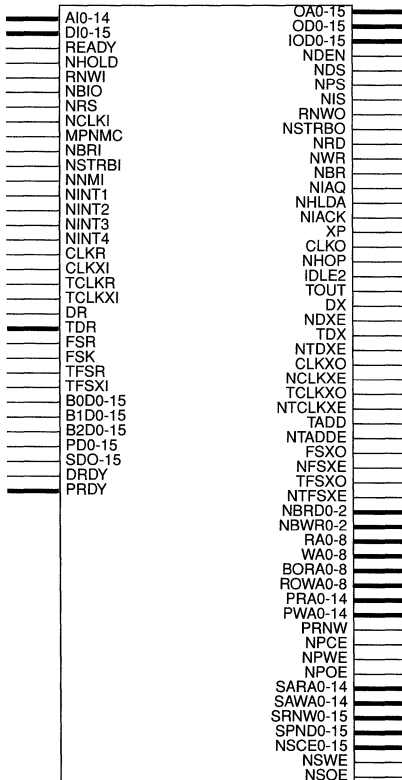 AI0-14
DI0-15
READY
NHOLD
RNWI
NBIO
NRS
NCLKI
MPNMC
NBRI
NSTRBI
NNMI
NINT1
NINT2
NINT3
NINT4
CLKR
CLKXI
TCLKR
TCLKXI
DR
TDR
FSR
FSK
TFSR
TFSXI
B0D0-15
B1D0-15
B2D0-15
PD0-15
SDO-15
DRDY
PRDY
OA0-15
OD0-15
IOD0-15
NDEN
NDS
NPS
NIS
RNWO
NSTRBO
NRD
NWR
NBR
NIAQ
NHLDA
NIACK
XP
CLKO
NHOP
IDLE2
TOUT
DX
NDXE
TDX
NTDXE
CLKXO
NCLKXE
TCLKXO
NTCLKXE
TADD
NTADDE
FSXO
NFSXE
TFSXO
NTFSXE
NBRD0-2
NBWR0-2
RA0-8
WA0-8
BORA0-8
ROWA0-8
PRA0-14
PWA0-14
PRNW
NPCE
NPWE
NPOE
SARA0-14
SAWA0-14
SRNW0-15
SPND0-15
NSCE0-15
NSWE
NSOE